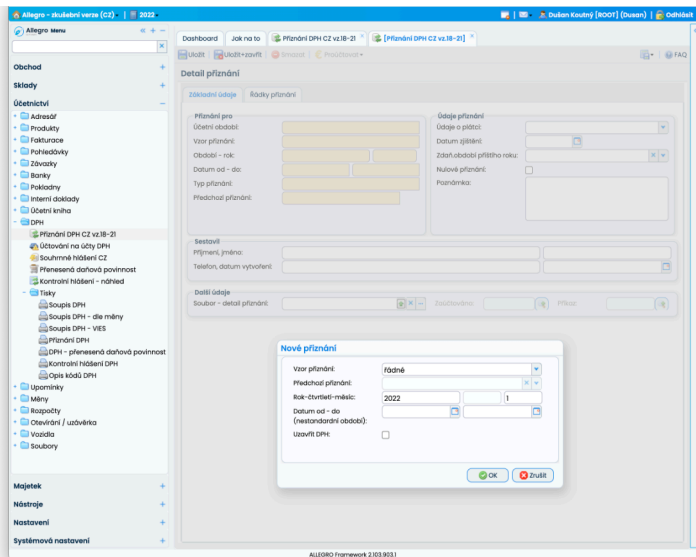 Allegro - zkušební verze (CZ)
2022
Dušan Koutný [ROOT] (Dusan)
Odhlásit
Allegro Menu
Obchod
Sklady
Účetnictví
Adresář
Produkty
Fakturace
Pohledávky
Závazky
Banky
Pokladny
Interní doklady
Účetní kniha
DPH
Přiznání DPH CZ vz.18-21
Účtování na účty DPH
Souhrnné hlášení CZ
Přenesená daňová povinnost
Kontrolní hlášení - náhled
Tisky
Soupis DPH
Soupis DPH - dle měny
Soupis DPH - VIES
Přiznání DPH
DPH - přenesená daňová povinnost
Kontrolní hlášení DPH
Opis kódů DPH
Upomínky
Měny
Rozpočty
Otevírání / uzávěrka
Vozidla
Soubory
Majetek
Nástroje
Nastavení
Systémová nastavení
Dashboard
Jak na to
Přiznání DPH CZ vz.18-21
[Přiznání DPH CZ vz.18-21]
Uložit
Uložit+zavřít
Smazat
Proúčtovat
FAQ
Detail přiznání
Základní údaje
Řádky přiznání
Přiznání pro
Účetní období:
Vzor přiznání:
Období - rok:
Datum od - do:
Typ přiznání:
Předchozí přiznání:
Údaje přiznání
Údaje o plátci:
Datum zjištění:
Zdaň.období příštího roku:
Nulové přiznání:
Poznámka:
Sestavil
Příjmení, jméno:
Telefon, datum vytvoření:
Další údaje
Soubor - detail přiznání:
Zaúčtováno:
Příkaz:
Nové přiznání
Vzor přiznání:
řádné
Předchozí přiznání:
Rok-čtvrtletí-měsíc:
2022
1
Datum od - do
(nestandardní období):
Uzavřít DPH:
OK
Zrušit
ALLEGRO Framework 2.103.903.1